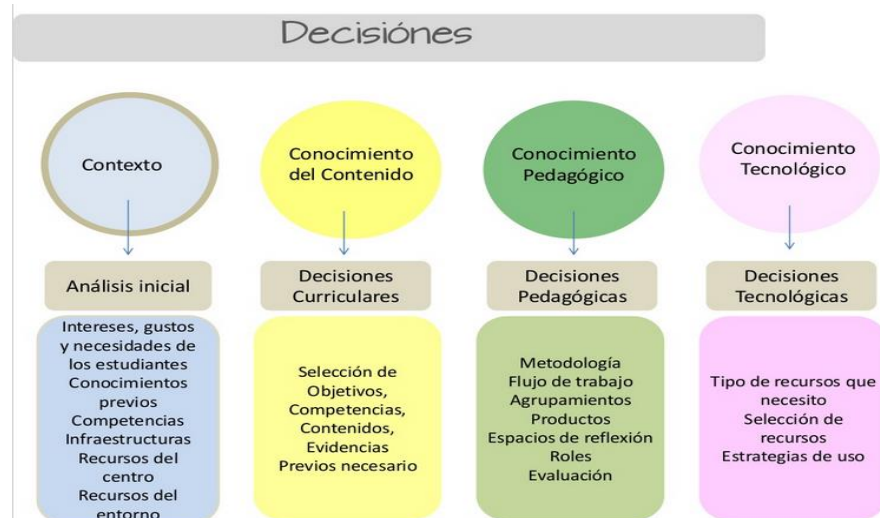 Decisiónes
Contexto
Conocimiento
del Contenido
Conocimiento
Pedagógico
Conocimiento
Tecnológico
Análisis inicial
Decisiones
Curriculares
Decisiones
Pedagógicas
Decisiones
Tecnológicas
Intereses, gustos
y necesidades de
los estudiantes
Conocimientos
previos
Competencias
Infraestructuras
Recursos del
centro
Recursos del
entorno
Selección de
Objetivos,
Competencias,
Contenidos,
Evidencias
Previos necesario
Metodología
Flujo de trabajo
Agrupamientos
Productos
Espacios de reflexión
Roles
Evaluación
Tipo de recursos que
necesito
Selección de
recursos
Estrategias de uso